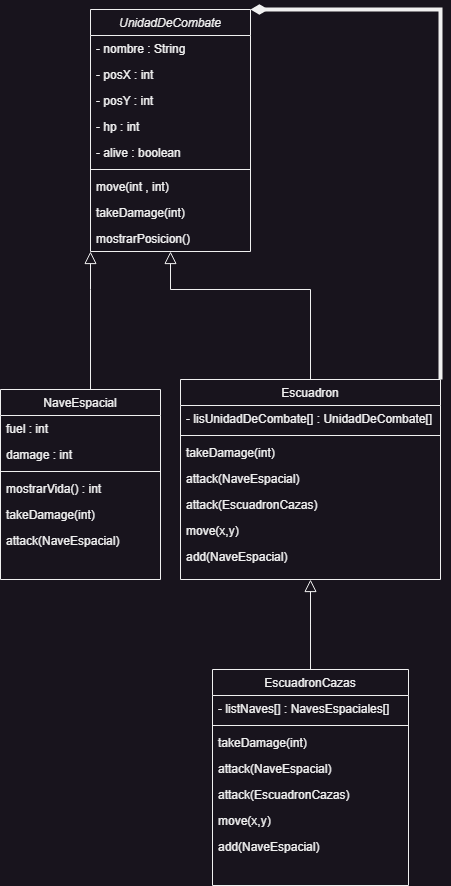 UnidadDeCombate
- nombre : String
- posX : int
- posY : int
- hp : int
- alive : boolean
move(int , int)
takeDamage(int)
mostrarPosicion()
NaveEspacial
fuel : int
damage : int
mostrarVida() : int
takeDamage(int)
attack(NaveEspacial)
Escuadron
- lisUnidadDeCombate[] : UnidadDeCombate[]
takeDamage(int)
attack(NaveEspacial)
attack(EscuadronCazas)
move(x,y)
add(NaveEspacial)
EscuadronCazas
- listNaves[] : NavesEspaciales[]
takeDamage(int)
attack(NaveEspacial)
attack(EscuadronCazas)
move(x,y)
add(NaveEspacial)